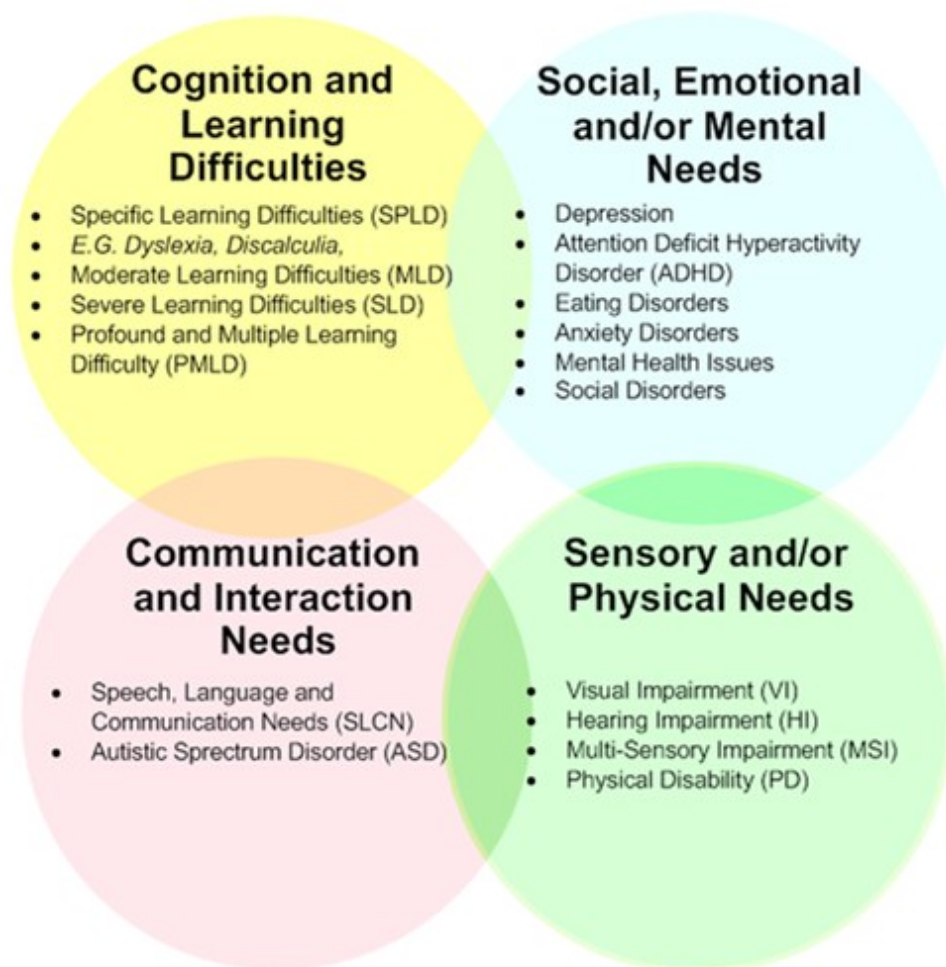 Cognition and
Learning
Difficulties
• Specific Learning Difficulties (SPLD)
• E.G. Dyslexia, Discalculia,
• Moderate Learning Difficulties (MLD)
• Severe Learning Difficulties (SLD)
• Profound and Multiple Learning
Difficulty (PMLD)
Social, Emotional
and/or Mental
Needs
• Depression
• Attention Deficit Hyperactivity
Disorder (ADHD)
• Eating Disorders
• Anxiety Disorders
• Mental Health Issues
• Social Disorders
Communication
and Interaction
Needs
• Speech, Language and
Communication Needs (SLCN)
• Autistic Sprectrum Disorder (ASD)
Sensory and/or
Physical Needs
• Visual Impairment (VI)
• Hearing Impairment (HI)
• Multi-Sensory Impairment (MSI)
• Physical Disability (PD)